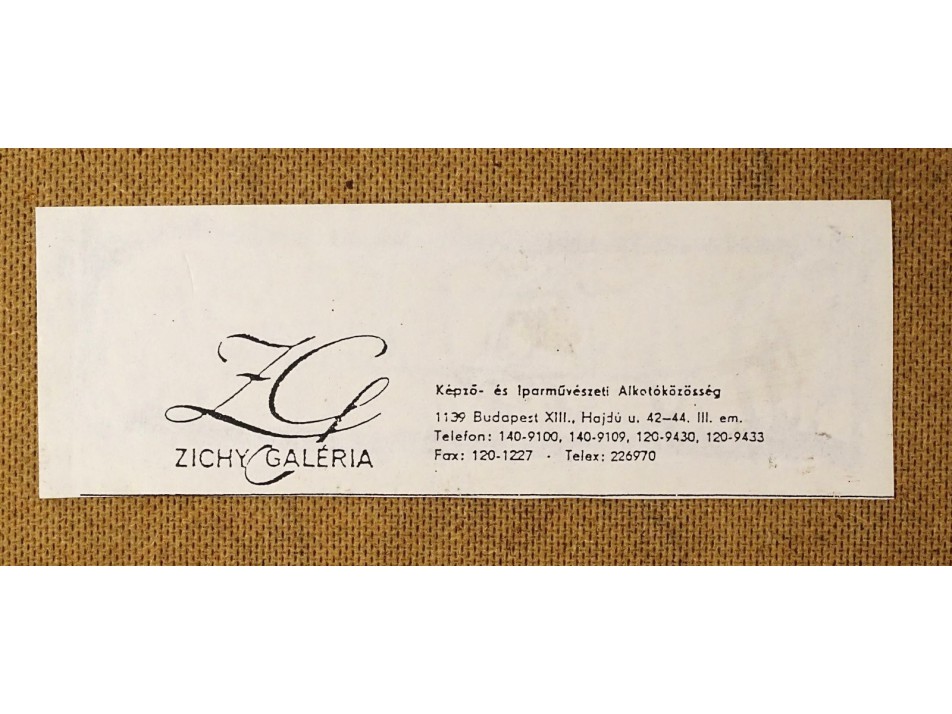 ZG
ZICHY GALÉRIA
Képző- és Iparművészeti Alkotóközösség
1139 Budapest XIII., Hajdú u. 42–44. III. em.
Telefon: 140-9100, 140-9109, 120-9430, 120-9433
Fax: 120-1227 · Telex: 226970